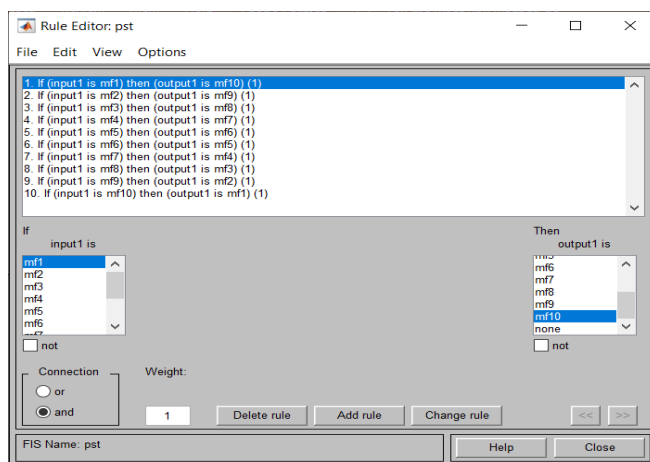 Rule Editor: pst
File Edit View Options
1. If (input1 is mf1) then (output1 is mf10) (1)
2. If (input1 is mf2) then (output1 is mf9) (1)
3. If (input1 is mf3) then (output1 is mf8) (1)
4. If (input1 is mf4) then (output1 is mf7) (1)
5. If (input1 is mf5) then (output1 is mf6) (1)
6. If (input1 is mf6) then (output1 is mf5) (1)
7. If (input1 is mf7) then (output1 is mf4) (1)
8. If (input1 is mf8) then (output1 is mf3) (1)
9. If (input1 is mf9) then (output1 is mf2) (1)
10. If (input1 is mf10) then (output1 is mf1) (1)
If
input1 is
mf1
mf2
mf3
mf4
mf5
mf6
mf7
not
Then
output1 is
mf5
mf6
mf7
mf8
mf9
mf10
none
not
Connection
or
and
Weight:
1
Delete rule Add rule Change rule << >>
FIS Name: pst
Help Close